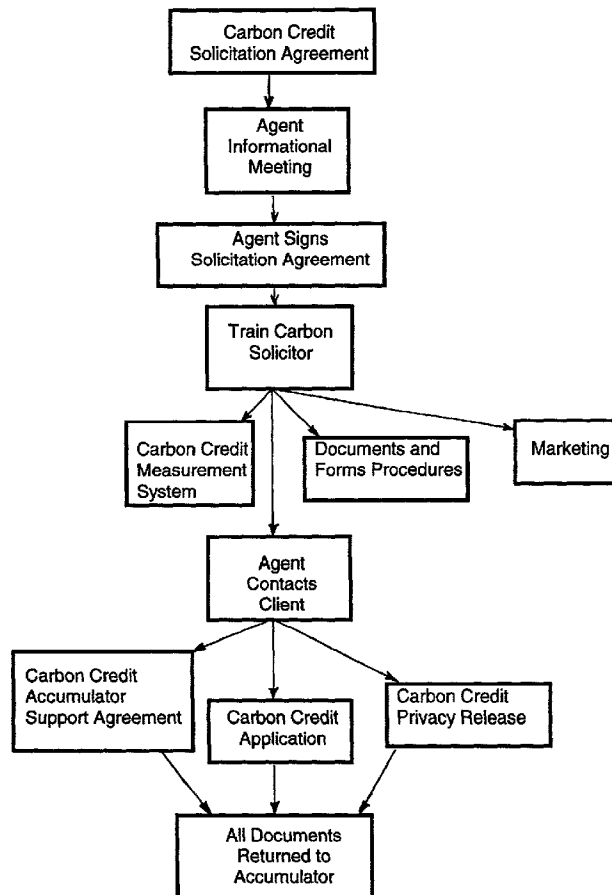 Carbon Credit
Solicitation Agreement
Agent
Informational
Meeting
Agent Signs
Solicitation Agreement
Train Carbon
Solicitor
Carbon Credit
Measurement
System
Documents and
Forms Procedures
Marketing
Agent
Contacts
Client
Carbon Credit
Accumulator
Support Agreement
Carbon Credit
Application
Carbon Credit
Privacy Release
All Documents
Returned to
Accumulator